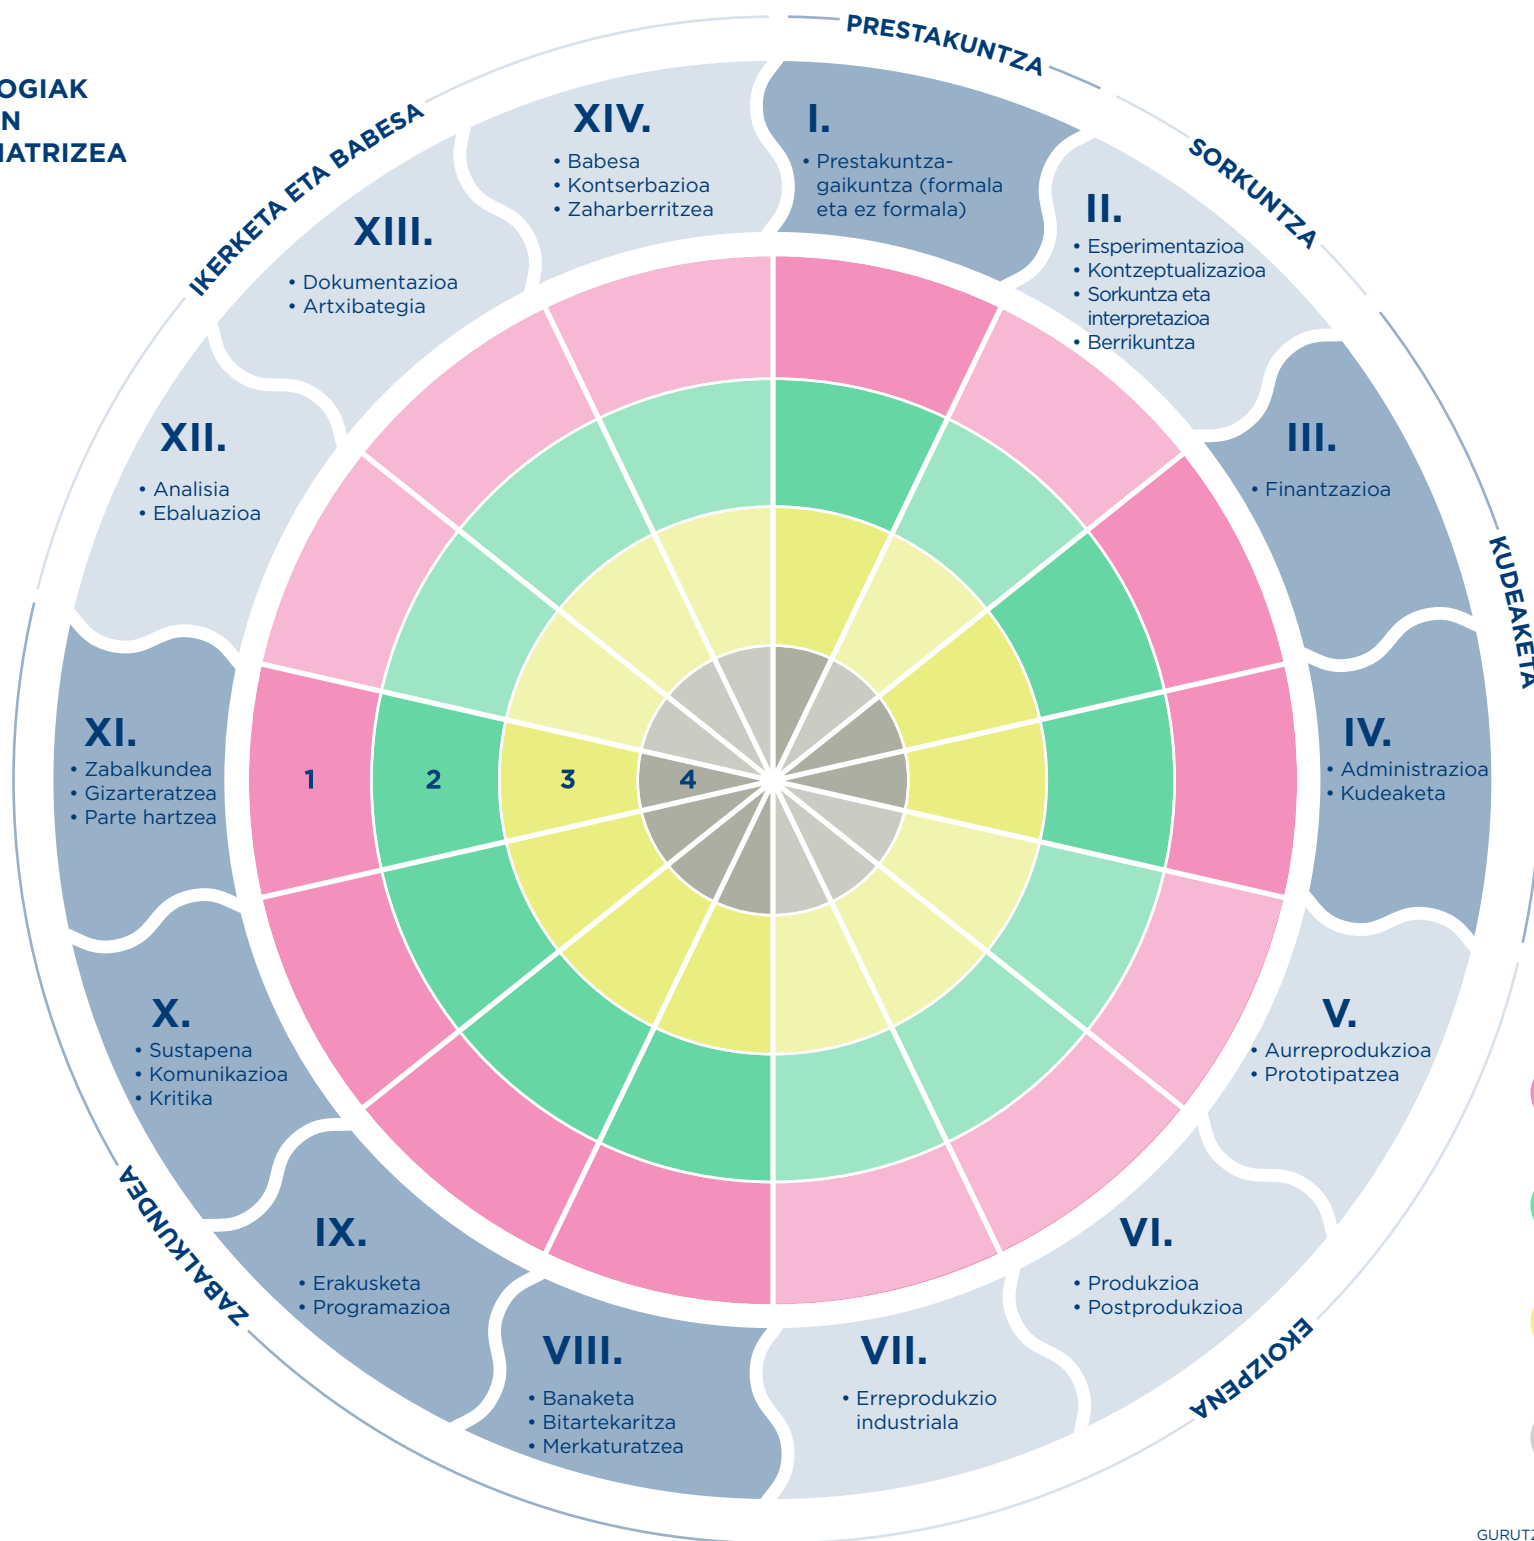 OGIAK
N
IATRIZEA
PRESTAKUNTZA
I.
• Prestakuntza-
gaikuntza (formala
eta ez formala)
SORKUNTZA
II.
• Esperimentazioa
• Kontzeptualizazioa
• Sorkuntza eta
interpretazioa
• Berrikuntza
KUDEAKETA
III.
• Finantzazioa
IV.
• Administrazioa
• Kudeaketa
EKOIZPENA
V.
• Aurreprodukzioa
• Prototipatzea
VI.
• Produkzioa
• Postprodukzioa
VII.
• Erreprodukzio
industriala
ZABALKUNDEA
VIII.
• Banaketa
• Bitartekaritza
• Merkaturatzea
IX.
• Erakusketa
• Programazioa
X.
• Sustapena
• Komunikazioa
• Kritika
XI.
• Zabalkundea
• Gizarteratzea
• Parte hartzea
IKERKETA ETA BABESA
XII.
• Analisia
• Ebaluazioa
XIII.
• Dokumentazioa
• Artxibategia
XIV.
• Babesa
• Kontserbazioa
• Zaharberritzea
1 2 3 4
GURUTZ